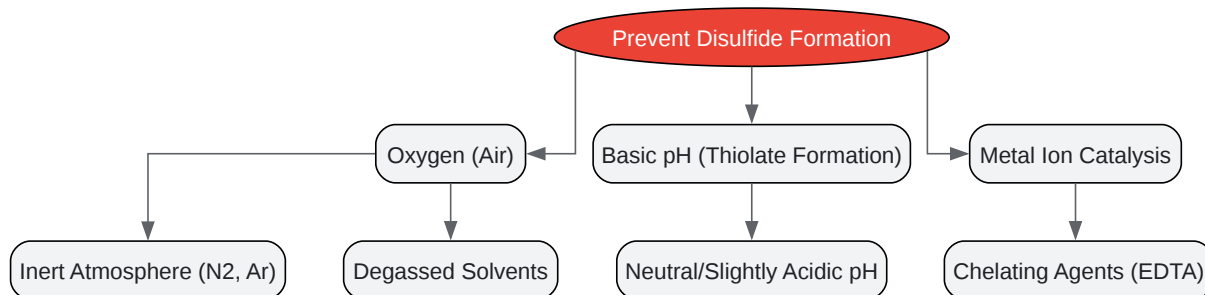 Prevent Disulfide Formation
Oxygen (Air)
Basic pH (Thiolate Formation)
Metal Ion Catalysis
Inert Atmosphere (N2, Ar)
Degassed Solvents
Neutral/Slightly Acidic pH
Chelating Agents (EDTA)